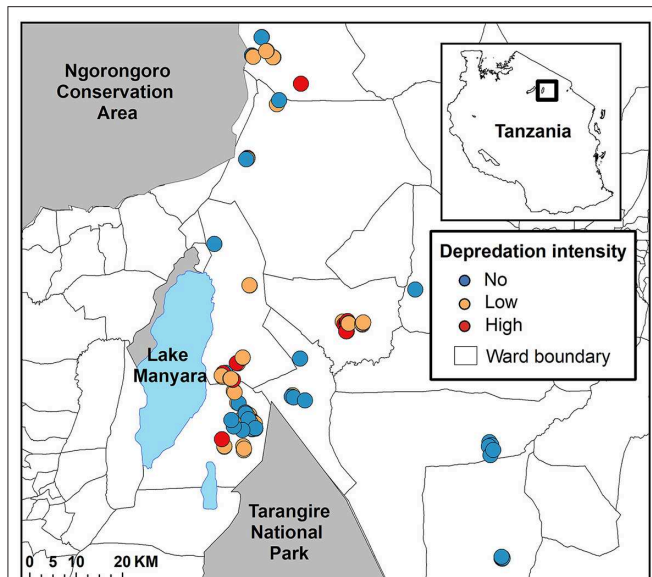 Ngorongoro
Conservation
Area
Tanzania
Depredation intensity
No
Low
High
Ward boundary
Lake
Manyara
Tarangire
National
Park
0 5 10 20 KM